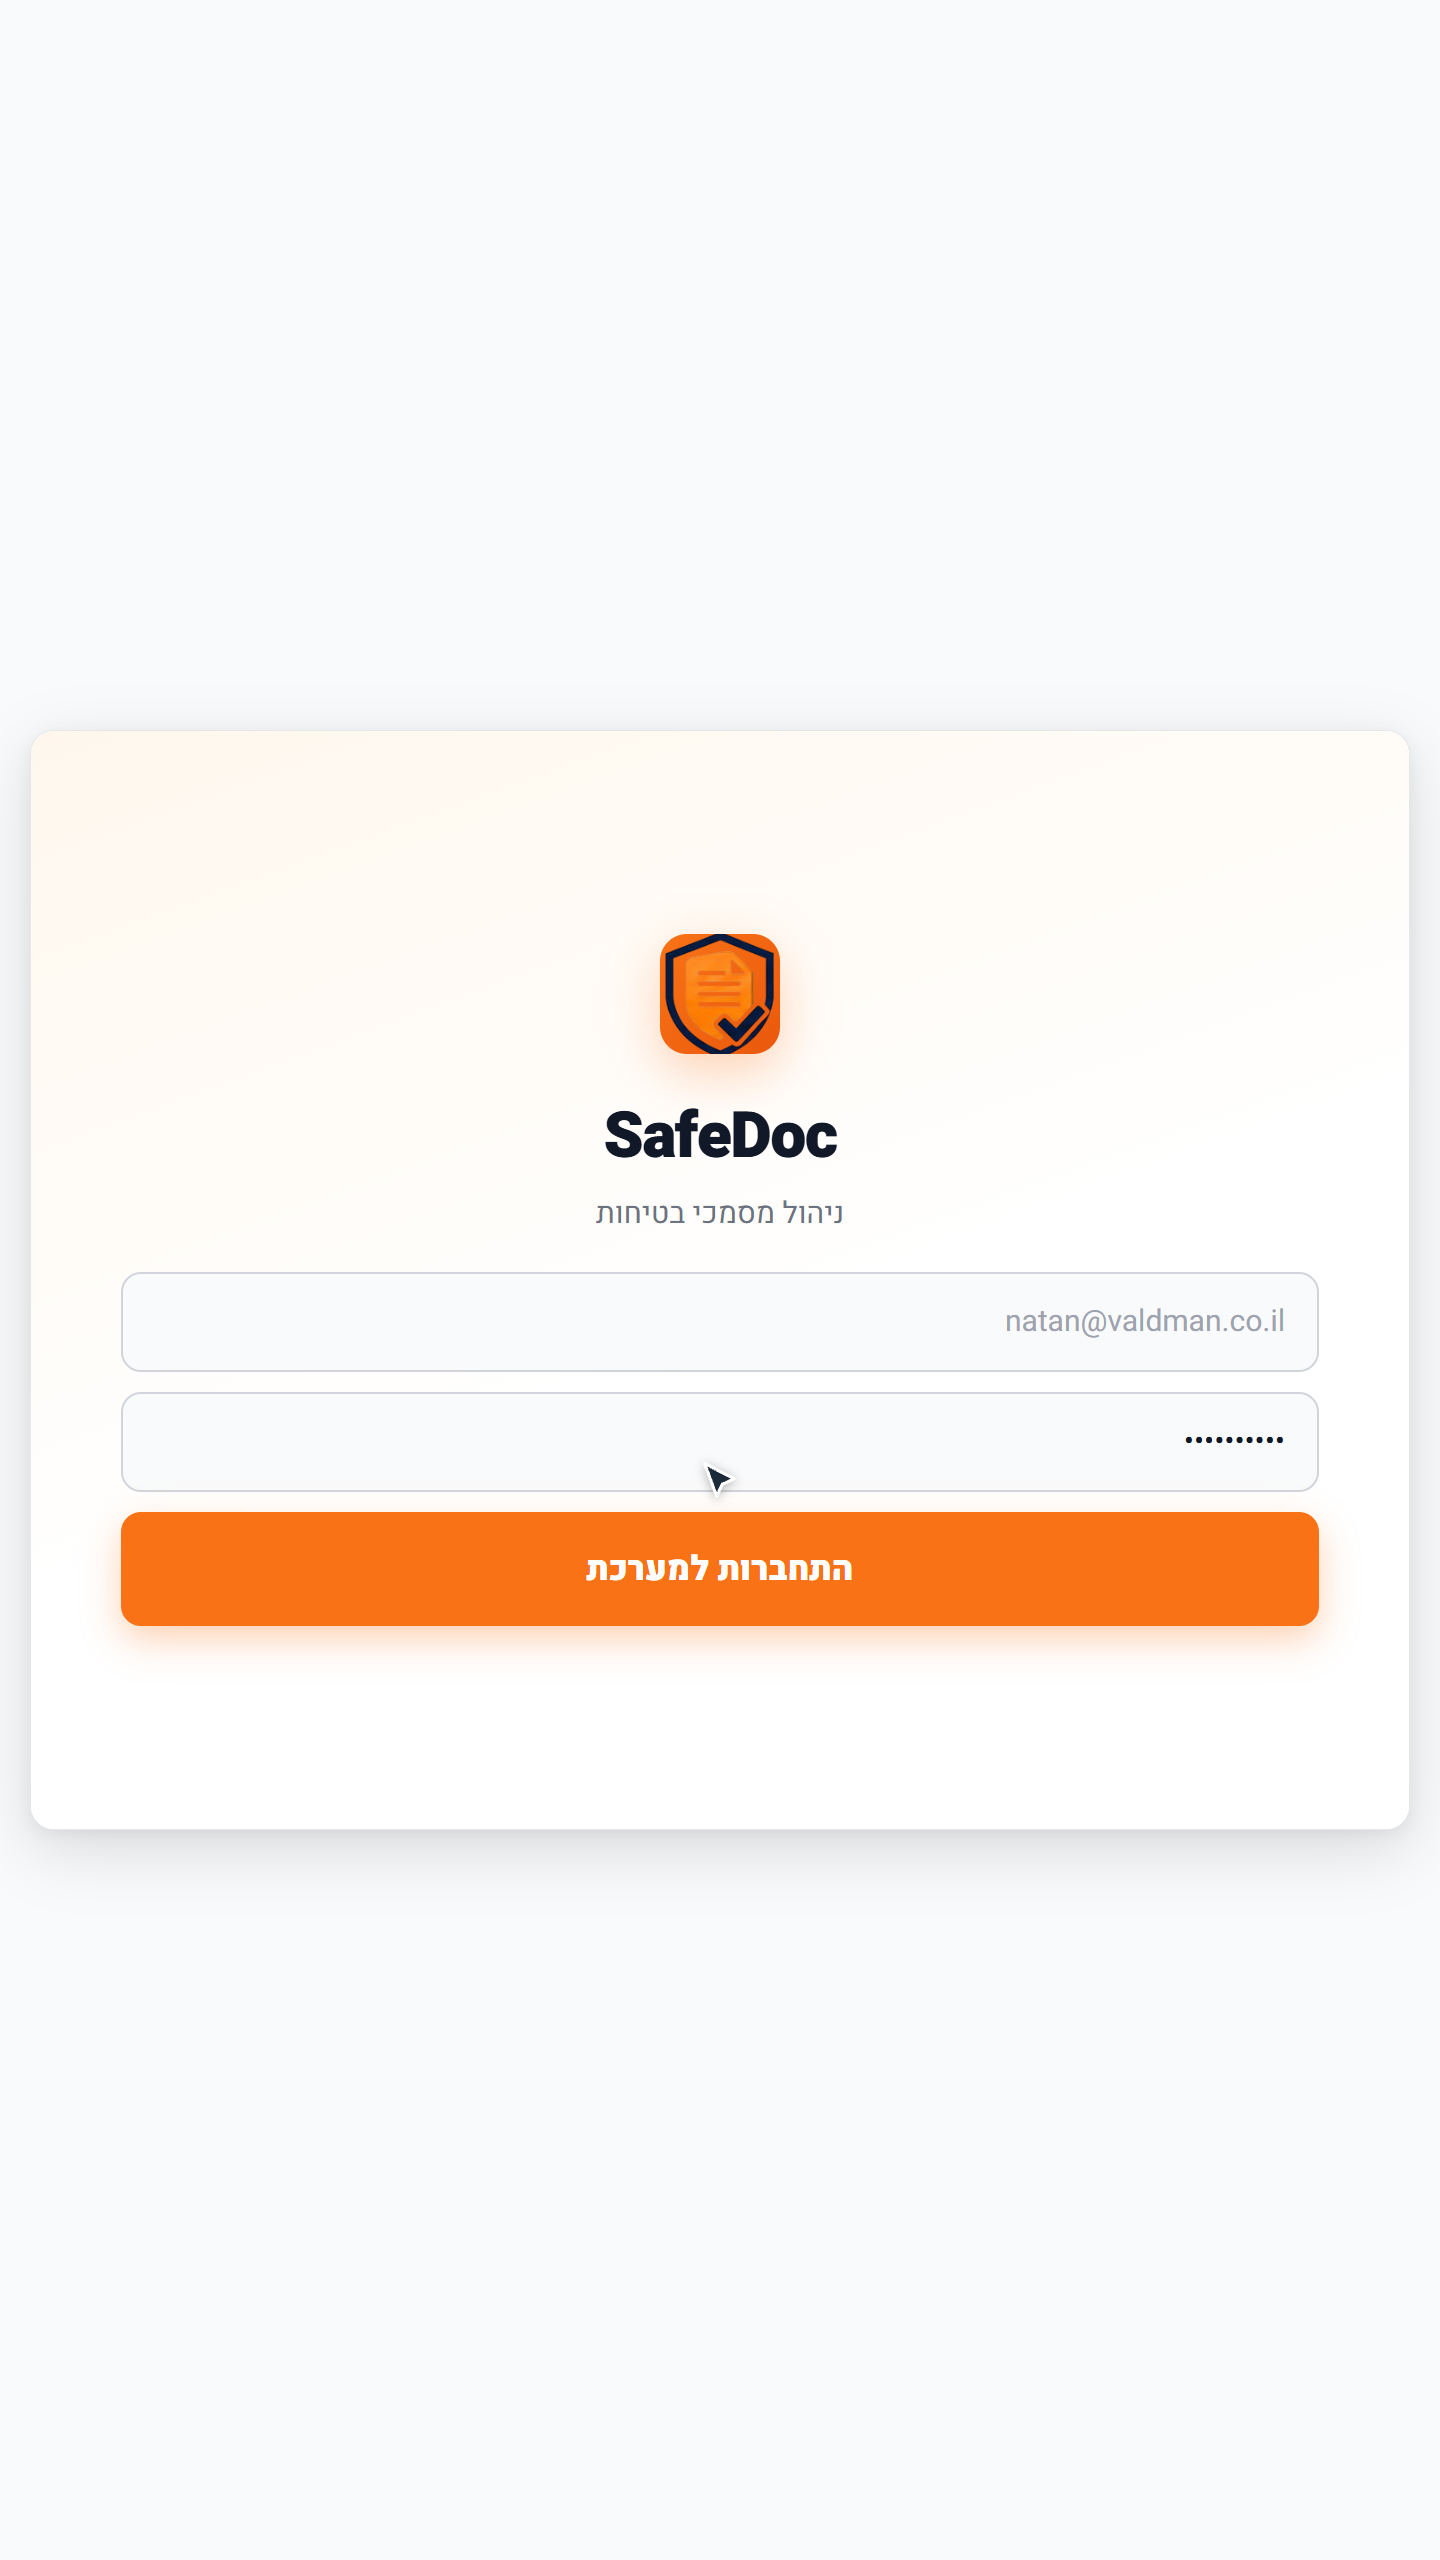 SafeDoc
ניהול מסמכי בטיחות
natan@valdman.co.il
••••••••••
התחברות למערכת